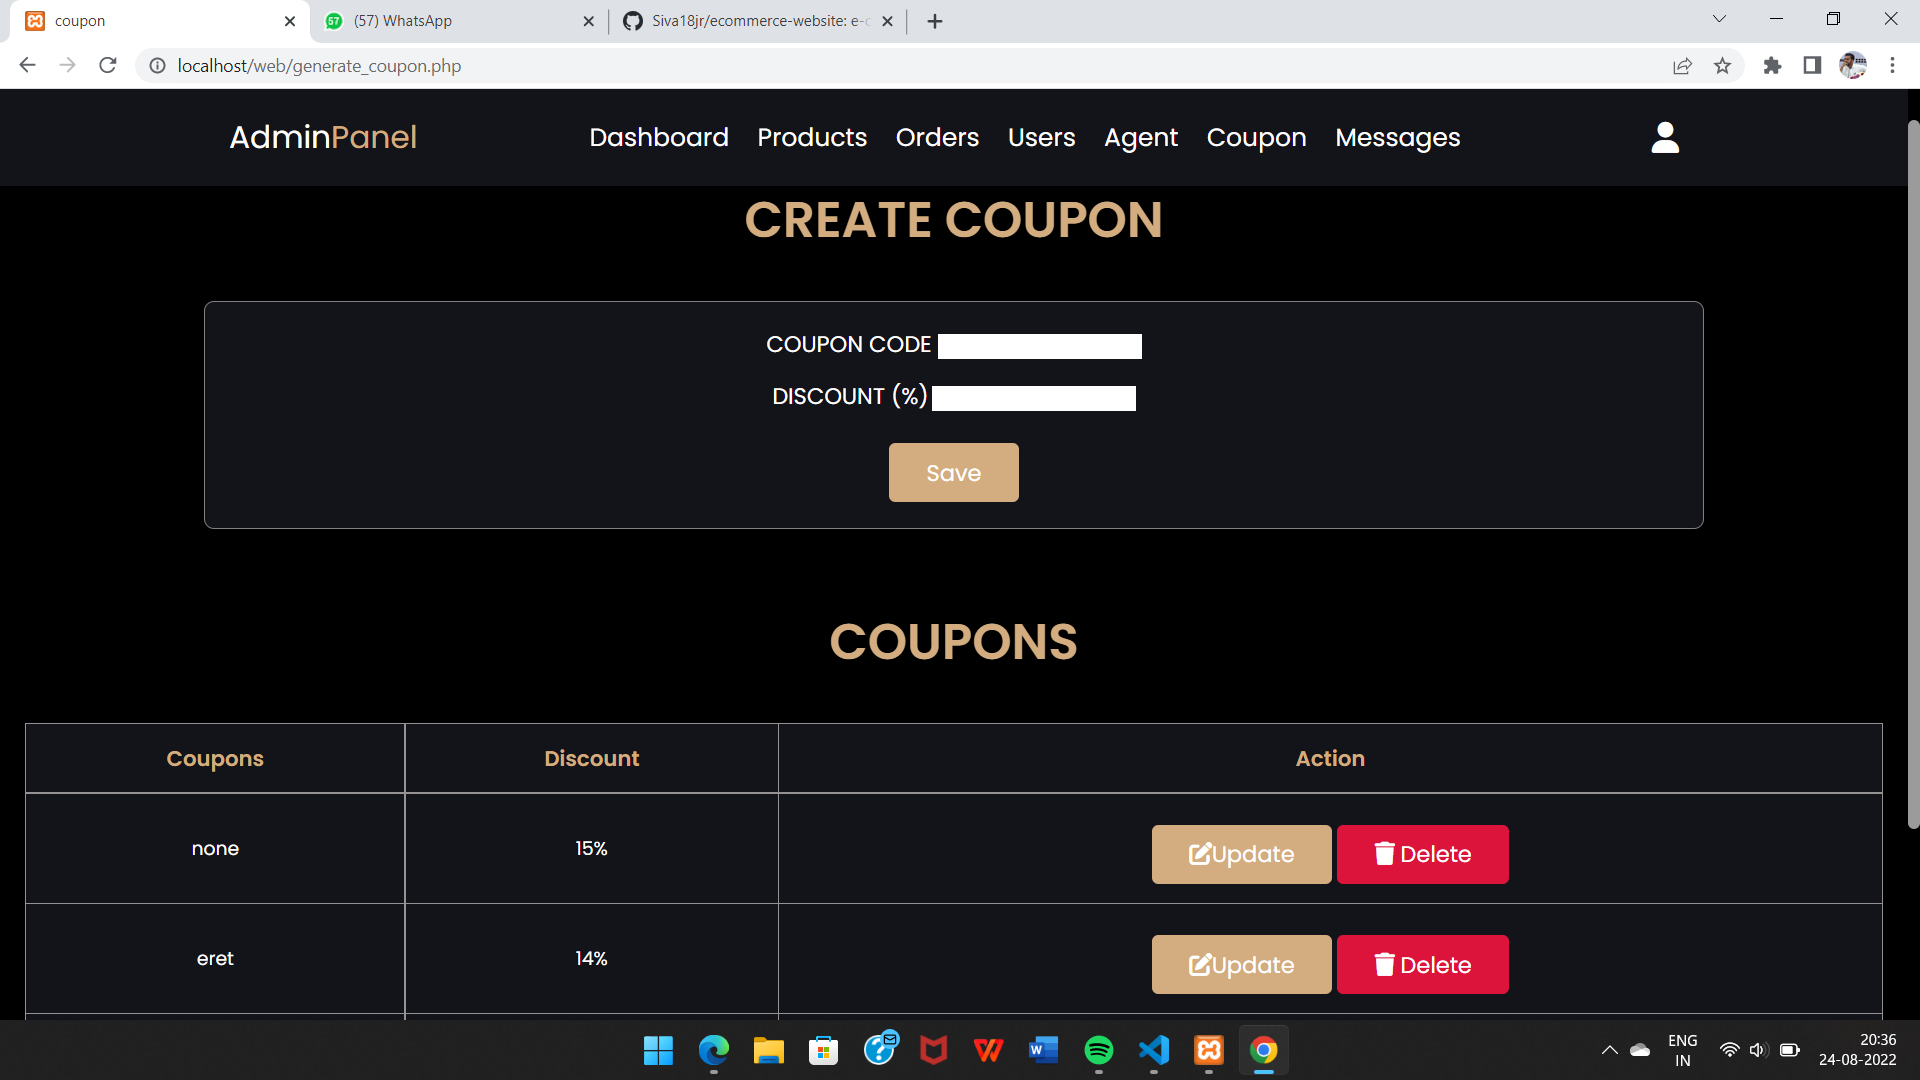 coupon
57 (57) WhatsApp
Siva18jr/ecommerce-website: e-c
localhost/web/generate_coupon.php
AdminPanel
Dashboard Products Orders Users Agent Coupon Messages
CREATE COUPON
COUPON CODE
DISCOUNT (%)
Save
COUPONS
Coupons Discount Action
none 15% Update Delete
eret 14% Update Delete
W
ENG
IN
20:36
24-08-2022